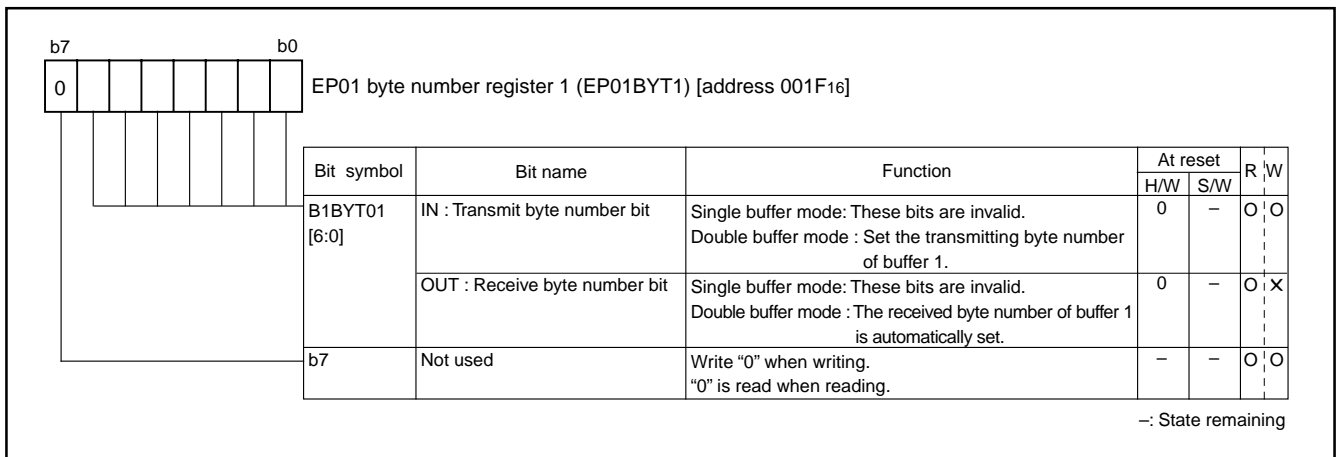 b7 b0
0 EP01 byte number register 1 (EP01BYT1) [address 001F16]
Bit symbol Bit name Function At reset R W
H/W S/W
B1BYT01 IN : Transmit byte number bit Single buffer mode: These bits are invalid. 0 – O O
[6:0] Double buffer mode : Set the transmitting byte number
of buffer 1.
OUT : Receive byte number bit Single buffer mode: These bits are invalid. 0 – O ×
Double buffer mode : The received byte number of buffer 1
is automatically set.
b7 Not used Write “0” when writing. – – O O
“0” is read when reading.
–: State remaining